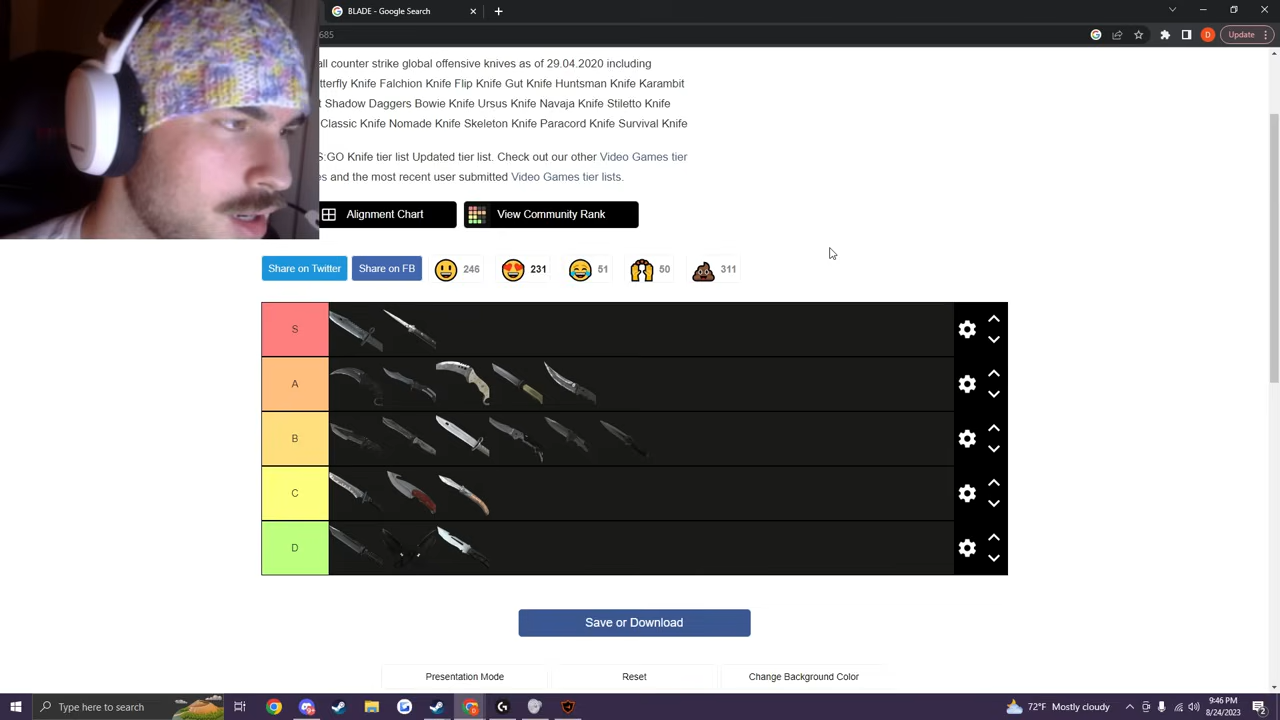 BLADE - Google Search
685
Update
all counter strike global offensive knives as of 29.04.2020 including
tterfly Knife Falchion Knife Flip Knife Gut Knife Huntsman Knife Karambit
t Shadow Daggers Bowie Knife Ursus Knife Navaja Knife Stiletto Knife
Classic Knife Nomade Knife Skeleton Knife Paracord Knife Survival Knife
S:GO Knife tier list Updated tier list. Check out our other Video Games tier
es and the most recent user submitted Video Games tier lists.
Alignment Chart
View Community Rank
Share on Twitter
Share on FB
246
231
51
50
311
S
A
B
C
D
Save or Download
Presentation Mode
Reset
Change Background Color
Type here to search
72°F Mostly cloudy
9:46 PM
8/24/2023